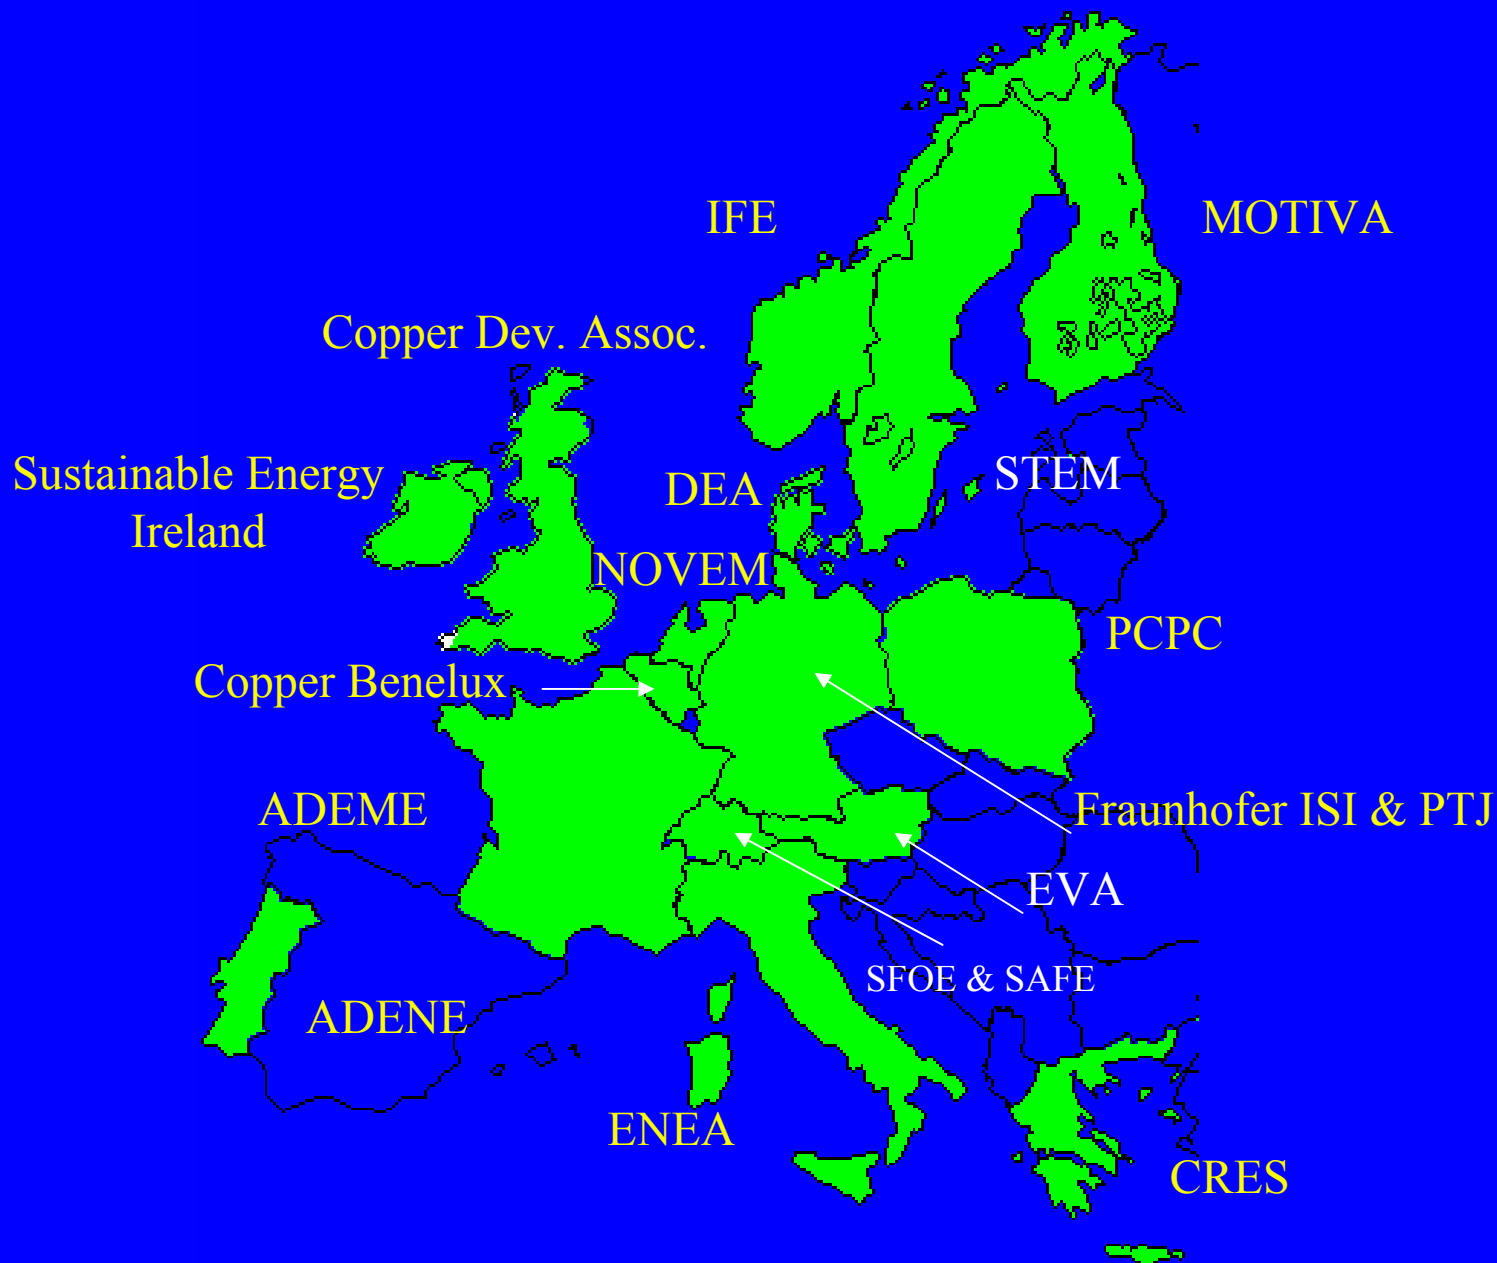 IFE
MOTIVA
Copper Dev. Assoc.
Sustainable Energy
Ireland
DEA
STEM
NOVEM
PCPC
Copper Benelux
ADEME
Fraunhofer ISI & PTJ
EVA
SFOE & SAFE
ADENE
ENEA
CRES